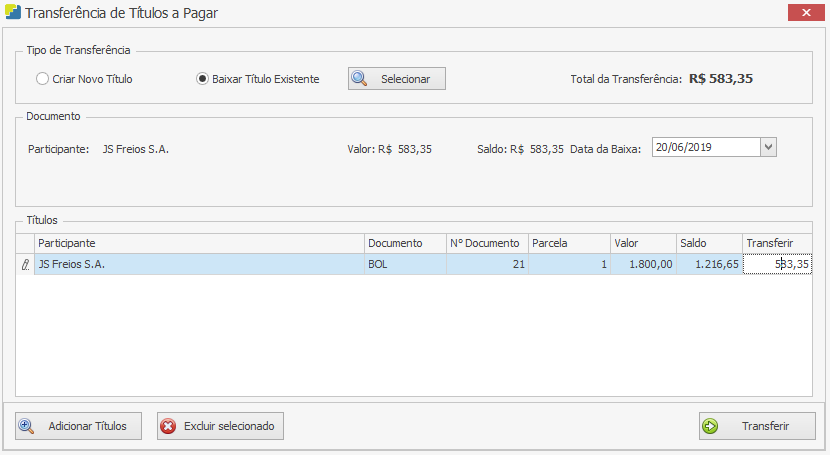 Transferência de Títulos a Pagar
Tipo de Transferência
Criar Novo Título Baixar Título Existente Selecionar Total da Transferência: R$ 583,35
Documento
Participante: JS Freios S.A. Valor: R$ 583,35 Saldo: R$ 583,35 Data da Baixa: 20/06/2019
Títulos
Participante Documento Nº Documento Parcela Valor Saldo Transferir
JS Freios S.A. BOL 21 1 1.800,00 1.216,65 583,35
Adicionar Títulos Excluir selecionado Transferir